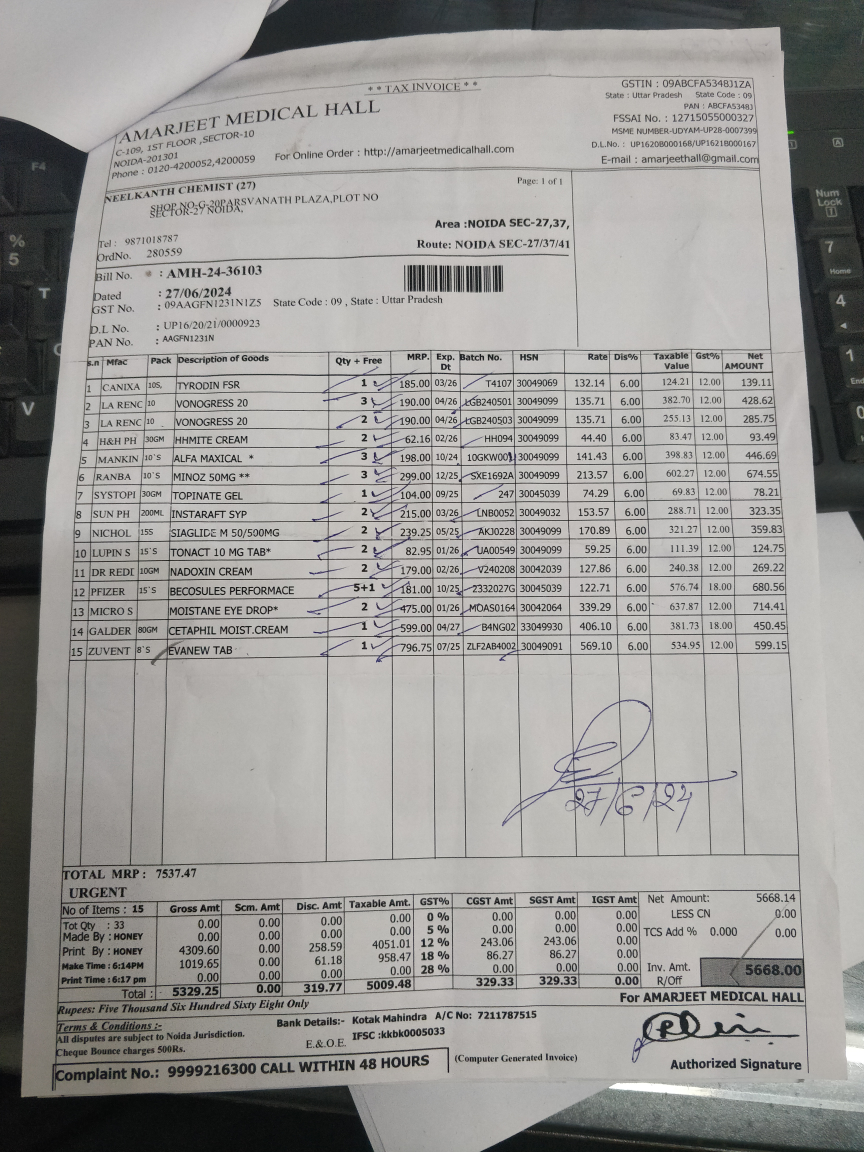 * * TAX INVOICE * *
AMARJEET MEDICAL HALL
C-109, 1ST FLOOR ,SECTOR-10
NOIDA-201301
Phone : 0120-4200052,4200059
For Online Order : http://amarjeetmedicalhall.com
GSTIN : 09ABCFA5348J1ZA
State : Uttar Pradesh State Code : 09
PAN : ABCFA5348J
FSSAI No. : 12715055000327
MSME NUMBER-UDYAM-UP28-0007399
D.L.No. : UP1620B000168/UP1621B000167
E-mail : amarjeethall@gmail.com
NEELKANTH CHEMIST (27)
Page: 1 of 1
SHOP NO-G-20PARSVANATH PLAZA,PLOT NO
SECTOR-27 NOIDA,
Area :NOIDA SEC-27,37,
Tel : 9871018787
Route: NOIDA SEC-27/37/41
OrdNo. 280559
Bill No. : AMH-24-36103
Dated : 27/06/2024
GST No. : 09AAGFN1231N1Z5 State Code : 09 , State : Uttar Pradesh
D.L No. : UP16/20/21/0000923
PAN No. : AAGFN1231N
s.n Mfac Pack Description of Goods Qty + Free MRP. Exp. Dt Batch No. HSN Rate Dis% Taxable Value Gst% Net AMOUNT
1 CANIXA 10S, TYRODIN FSR 1 185.00 03/26 T4107 30049069 132.14 6.00 124.21 12.00 139.11
2 LA RENC 10 VONOGRESS 20 3 190.00 04/26 LGB240501 30049099 135.71 6.00 382.70 12.00 428.62
3 LA RENC 10 VONOGRESS 20 2 190.00 04/26 LGB240503 30049099 135.71 6.00 255.13 12.00 285.75
4 H&H PH 30GM HHMITE CREAM 2 62.16 02/26 HH094 30049099 44.40 6.00 83.47 12.00 93.49
5 MANKIN 10`S ALFA MAXICAL * 3 198.00 10/24 10GKW001 30049099 141.43 6.00 398.83 12.00 446.69
6 RANBA 10`S MINOZ 50MG ** 3 299.00 12/25 SXE1692A 30049099 213.57 6.00 602.27 12.00 674.55
7 SYSTOPI 30GM TOPINATE GEL 1 104.00 09/25 247 30045039 74.29 6.00 69.83 12.00 78.21
8 SUN PH 200ML INSTARAFT SYP 2 215.00 03/26 LNB0052 30049032 153.57 6.00 288.71 12.00 323.35
9 NICHOL 15S SIAGLIDE M 50/500MG 2 239.25 05/25 AKJ0228 30049099 170.89 6.00 321.27 12.00 359.83
10 LUPIN S 15`S TONACT 10 MG TAB* 2 82.95 01/26 UA00549 30049099 59.25 6.00 111.39 12.00 124.75
11 DR REDI 10GM NADOXIN CREAM 2 179.00 02/26 V240208 30042039 127.86 6.00 240.38 12.00 269.22
12 PFIZER 15`S BECOSULES PERFORMACE 5+1 181.00 10/25 2332027G 30045039 122.71 6.00 576.74 18.00 680.56
13 MICRO S MOISTANE EYE DROP* 2 475.00 01/26 MOAS0164 30042064 339.29 6.00 637.87 12.00 714.41
14 GALDER 80GM CETAPHIL MOIST.CREAM 1 599.00 04/27 B4NG02 33049930 406.10 6.00 381.73 18.00 450.45
15 ZUVENT 8`S EVANEW TAB 1 796.75 07/25 ZLF2AB4002 30049091 569.10 6.00 534.95 12.00 599.15
27/6/24
TOTAL MRP : 7537.47
URGENT
No of Items : 15 Gross Amt Scm. Amt Disc. Amt Taxable Amt. GST% CGST Amt SGST Amt IGST Amt Net Amount: 5668.14
Tot Qty : 33 0.00 0.00 0.00 0.00 0 % 0.00 0.00 0.00 LESS CN 0.00
Made By : HONEY 0.00 0.00 0.00 0.00 5 % 0.00 0.00 0.00 TCS Add % 0.000 0.00
Print By : HONEY 4309.60 0.00 258.59 4051.01 12 % 243.06 243.06 0.00
Make Time : 6:14PM 1019.65 0.00 61.18 958.47 18 % 86.27 86.27 0.00 Inv. Amt. 5668.00
Print Time : 6:17 pm 0.00 0.00 0.00 0.00 28 % 0.00 0.00 0.00 R/Off
Total : 5329.25 0.00 319.77 5009.48 329.33 329.33 0.00
Rupees: Five Thousand Six Hundred Sixty Eight Only
For AMARJEET MEDICAL HALL
Terms & Conditions :-
Bank Details:- Kotak Mahindra A/C No: 7211787515
All disputes are subject to Noida Jurisdiction.
IFSC :kkbk0005033
Cheque Bounce charges 500Rs.
E.& O.E.
Complaint No.: 9999216300 CALL WITHIN 48 HOURS
(Computer Generated Invoice)
Authorized Signature
F4
%
5
T
V
Num
Lock
7
Home
4
1
End
0